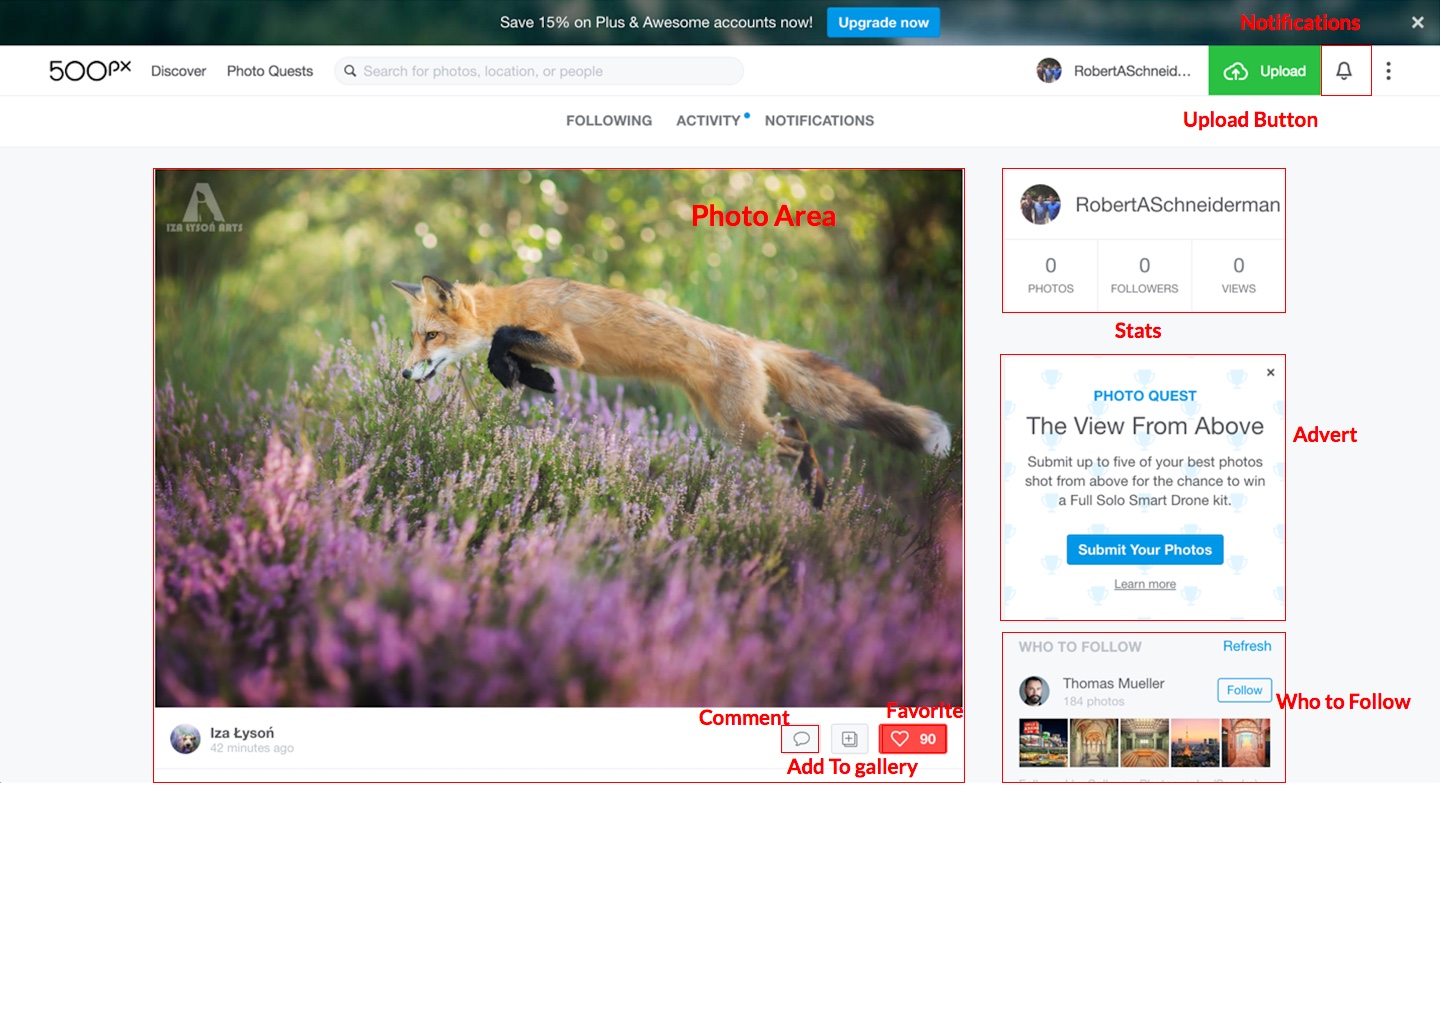 Save 15% on Plus & Awesome accounts now! Upgrade now Notifications
500px Discover Photo Quests Search for photos, location, or people RobertASchneid... Upload
FOLLOWING ACTIVITY NOTIFICATIONS Upload Button
IZA ŁYSOŃ ARTS
Photo Area
RobertASchneiderman
0 0 0
PHOTOS FOLLOWERS VIEWS
Stats
PHOTO QUEST
The View From Above
Advert
Submit up to five of your best photos
shot from above for the chance to win
a Full Solo Smart Drone kit.
Submit Your Photos
Learn more
WHO TO FOLLOW Refresh
Thomas Mueller
184 photos
Follow
Who to Follow
Comment Favorite
Iza Łysoń
42 minutes ago
90
Add To gallery